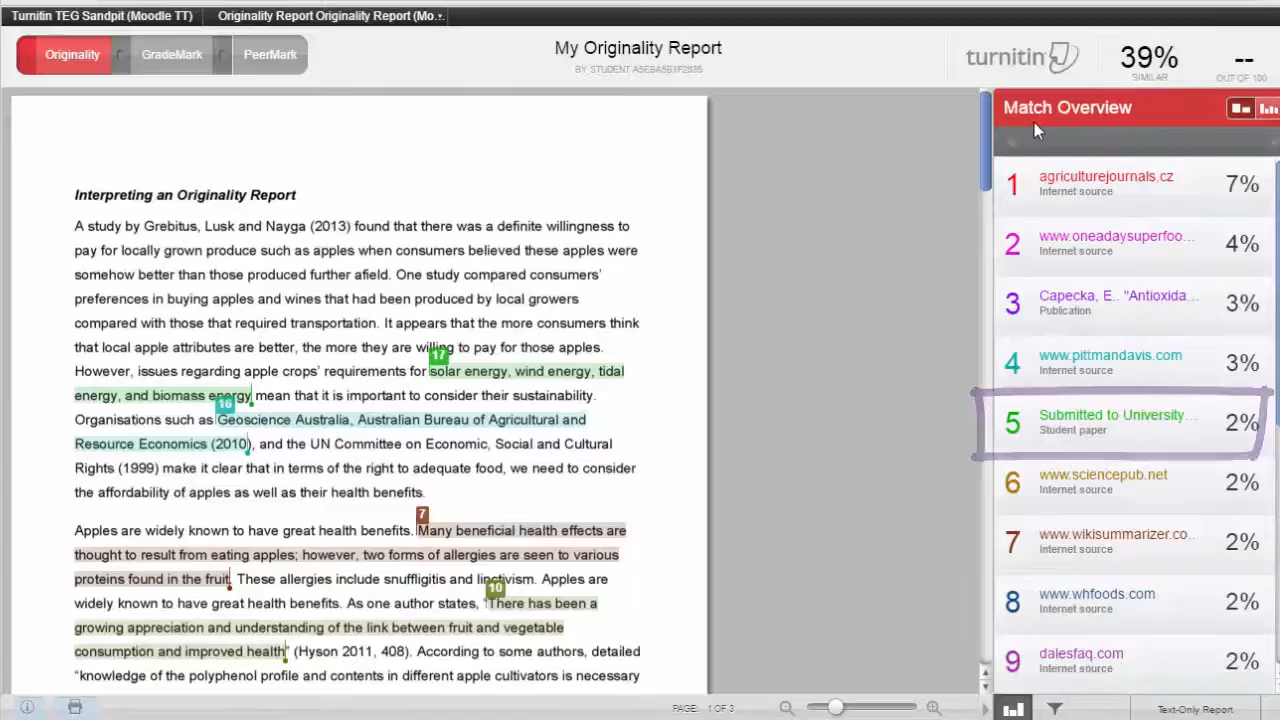 Turnitin TEG Sandpit (Moodle TT)
Originality Report Originality Report (Mo...
Originality
GradeMark
PeerMark
My Originality Report
BY STUDENT
turnitin
39%
SIMILAR
--
OUT OF 100
Interpreting an Originality Report
A study by Grebitus, Lusk and Nayga (2013) found that there was a definite willingness to
pay for locally grown produce such as apples when consumers believed these apples were
somehow better than those produced further afield. One study compared consumers'
preferences in buying apples and wines that had been produced by local growers
compared with those that required transportation. It appears that the more consumers think
that local apple attributes are better, the more they are willing to pay for those apples.
17
However, issues regarding apple crops' requirements for solar energy, wind energy, tidal
energy, and biomass energy mean that it is important to consider their sustainability.
16
Organisations such as Geoscience Australia, Australian Bureau of Agricultural and
Resource Economics (2010), and the UN Committee on Economic, Social and Cultural
Rights (1999) make it clear that in terms of the right to adequate food, we need to consider
the affordability of apples as well as their health benefits.
7
Apples are widely known to have great health benefits. Many beneficial health effects are
thought to result from eating apples; however, two forms of allergies are seen to various
proteins found in the fruit. These allergies include snuffligitis and linctivism. Apples are
10
widely known to have great health benefits. As one author states, "There has been a
growing appreciation and understanding of the link between fruit and vegetable
consumption and improved health" (Hyson 2011, 408). According to some authors, detailed
"knowledge of the polyphenol profile and contents in different apple cultivators is necessary
Match Overview
1 agriculturejournals.cz 7%
Internet source
2 www.oneadaysuperfoo... 4%
Internet source
3 Capecka, E.. "Antioxida... 3%
Publication
4 www.pittmandavis.com 3%
Internet source
5 Submitted to University... 2%
Student paper
6 www.sciencepub.net 2%
Internet source
7 www.wikisummarizer.co... 2%
Internet source
8 www.whfoods.com 2%
Internet source
9 dalesfaq.com 2%
Internet source
PAGE: 1 OF 3
Text-Only Report